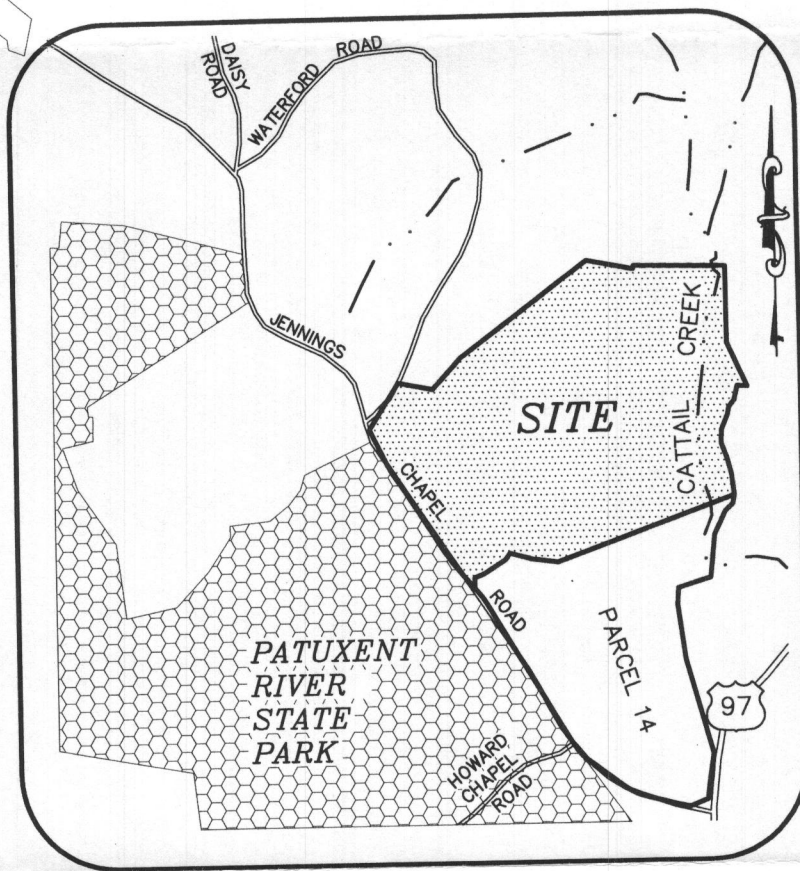 DAISY
ROAD
WATERFORD ROAD
JENNINGS
CHAPEL
ROAD
SITE
CATTAIL CREEK
PARCEL 14
97
PATUXENT
RIVER
STATE
PARK
HOWARD
CHAPEL
ROAD